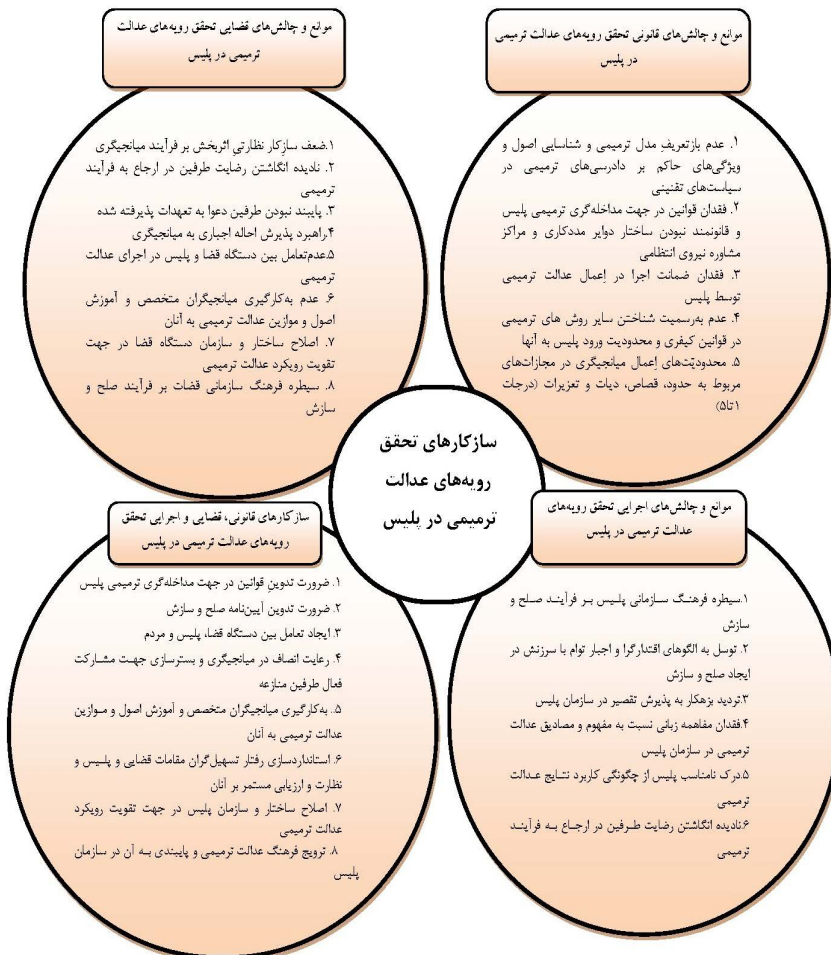 موانع و چالش‌های قانونی تحقق رویه‌های عدالت ترمیمی
در پلیس
۱. عدم بازتعریف مدل ترمیمی و شناسایی اصول و
ویژگی‌های حاکم بر دادرسی‌های ترمیمی در
سیاست‌های تقنینی
۲. فقدان قوانین در جهت مداخله‌گری ترمیمی پلیس
و قانونمند نبودن ساختار دوایر مددکاری و مراکز
مشاوره نیروی انتظامی
۳. فقدان ضمانت اجرا در اِعمال عدالت ترمیمی
توسط پلیس
۴. عدم به‌رسمیت شناختن سایر روش های ترمیمی
در قوانین کیفری و محدودیت ورود پلیس به آنها
۵. محدودیّت‌های اِعمال میانجیگری در مجازات‌های
مربوط به حدود، قصاص، دیات و تعزیرات (درجات
۱تا۵)
موانع و چالش‌های قضایی تحقق رویه‌های عدالت
ترمیمی در پلیس
۱.ضعف سازکار نظارتیِ اثربخش بر فرآیند میانجیگری
۲. نادیده انگاشتن رضایت طرفین در ارجاع به فرآیند
ترمیمی
۳. پایبند نبودن طرفین دعوا به تعهدات پذیرفته شده
۴.راهبرد پذیرش احاله اجباری به میانجیگری
۵.عدم‌تعامل بین دستگاه قضا و پلیس در اجرای عدالت
ترمیمی
۶. عدم به‌کارگیری میانجیگران متخصص و آموزش
اصول و موازین عدالت ترمیمی به آنان
۷. اصلاح ساختار و سازمان دستگاه قضا در جهت
تقویت رویکرد عدالت ترمیمی
۸. سیطره فرهنگ سازمانی قضات بر فرآیند صلح و
سازش
سازکارهای تحقق
رویه‌های عدالت
ترمیمی در پلیس
موانع و چالش‌های اجرایی تحقق رویه‌های
عدالت ترمیمی در پلیس
۱.سیطره فرهنگ سازمانی پلیس بر فرآیند صلح و
سازش
۲. توسل به الگوهای اقتدارگرا و اجبار توام با سرزنش در
ایجاد صلح و سازش
۳.تردید بزهکار به پذیرش تقصیر در سازمان پلیس
۴.فقدان مفاهمه زبانی نسبت به مفهوم و مصادیق عدالت
ترمیمی در سازمان پلیس
۵.درک نامناسب پلیس از چگونگی کاربرد نتایج عدالت
ترمیمی
۶.نادیده انگاشتن رضایت طرفین در ارجاع به فرآیند
ترمیمی
سازکارهای قانونی، قضایی و اجرایی تحقق
رویه‌های عدالت ترمیمی در پلیس
۱. ضرورت تدوینِ قوانین در جهت مداخله‌گری ترمیمی پلیس
۲. ضرورت تدوین آیین‌نامه صلح و سازش
۳. ایجاد تعامل بین دستگاه قضا، پلیس و مردم
۴. رعایت انصاف در میانجیگری و بسترسازی جهت مشارکت
فعال طرفین منازعه
۵. به‌کارگیری میانجیگران متخصص و آموزش اصول و موازین
عدالت ترمیمی به آنان
۶. استانداردسازی رفتار تسهیل‌گران مقامات قضایی و پلیس و
نظارت و ارزیابی مستمر بر آنان
۷. اصلاح ساختار و سازمان پلیس در جهت تقویت رویکرد
عدالت ترمیمی
۸. ترویج فرهنگ عدالت ترمیمی و پایبندی به آن در سازمان
پلیس